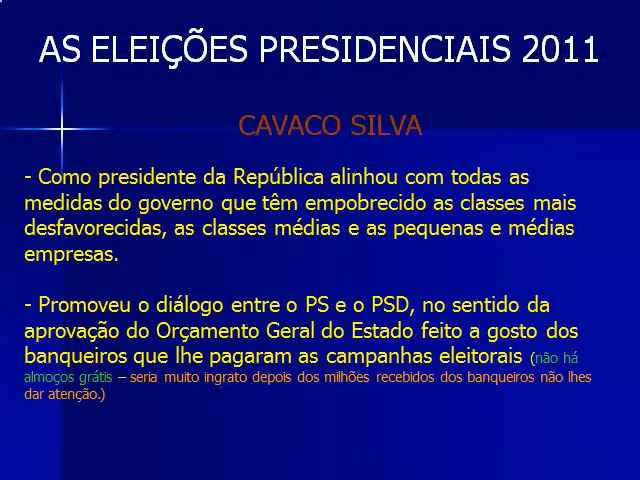 AS ELEIÇÕES PRESIDENCIAIS 2011
CAVACO SILVA
- Como presidente da República alinhou com todas as
medidas do governo que têm empobrecido as classes mais
desfavorecidas, as classes médias e as pequenas e médias
empresas.
- Promoveu o diálogo entre o PS e o PSD, no sentido da
aprovação do Orçamento Geral do Estado feito a gosto dos
banqueiros que lhe pagaram as campanhas eleitorais (não há
almoços grátis – seria muito ingrato depois dos milhões recebidos dos banqueiros não lhes
dar atenção.)